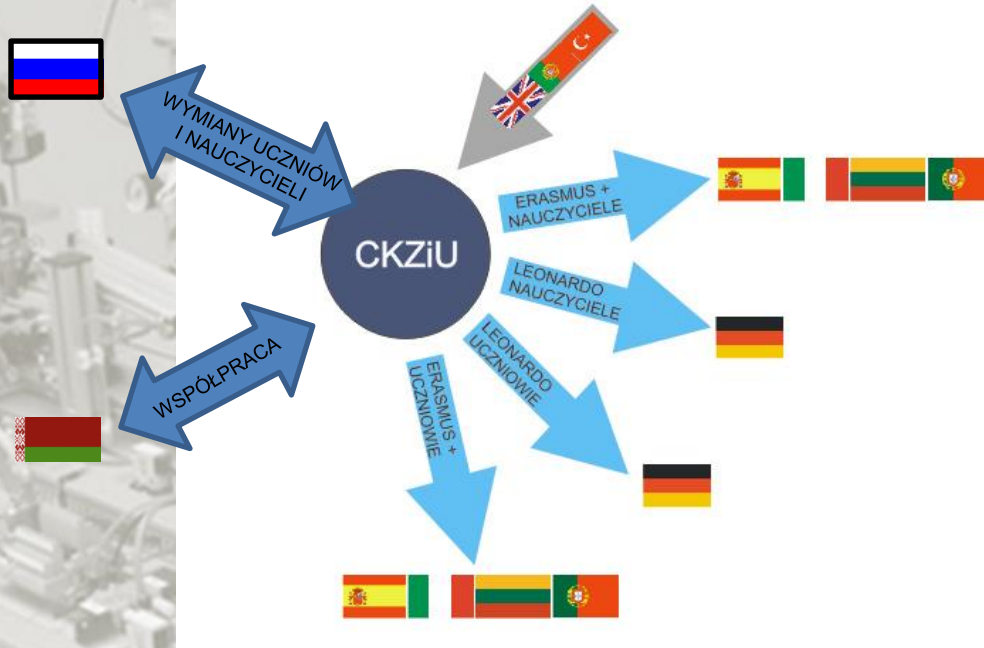 WYMIANY UCZNIÓW
I NAUCZYCIELI
CKZiU
ERASMUS +
NAUCZYCIELE
LEONARDO
NAUCZYCIELE
LEONARDO
UCZNIOWIE
ERASMUS +
UCZNIOWIE
WSPÓŁPRACA